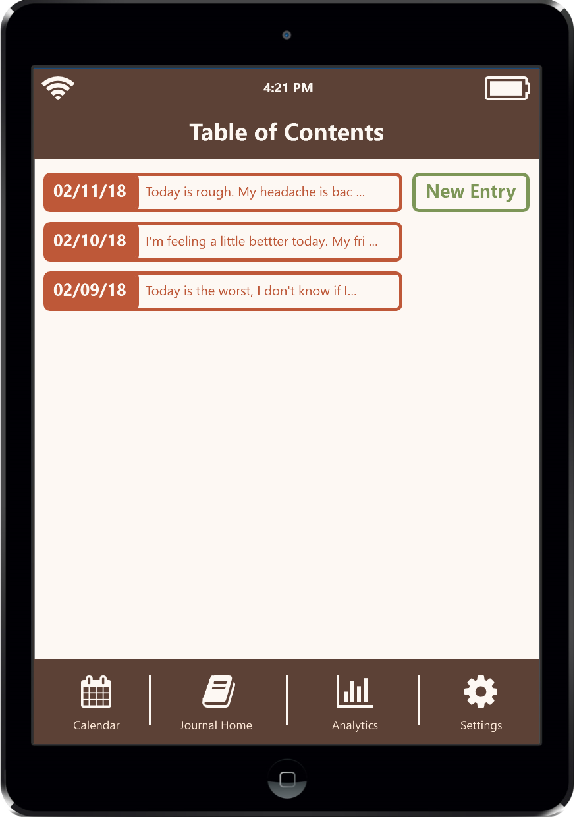 4:21 PM
Table of Contents
02/11/18 Today is rough. My headache is bac ... New Entry
02/10/18 I'm feeling a little bettter today. My fri ...
02/09/18 Today is the worst, I don't know if I...
Calendar Journal Home Analytics Settings